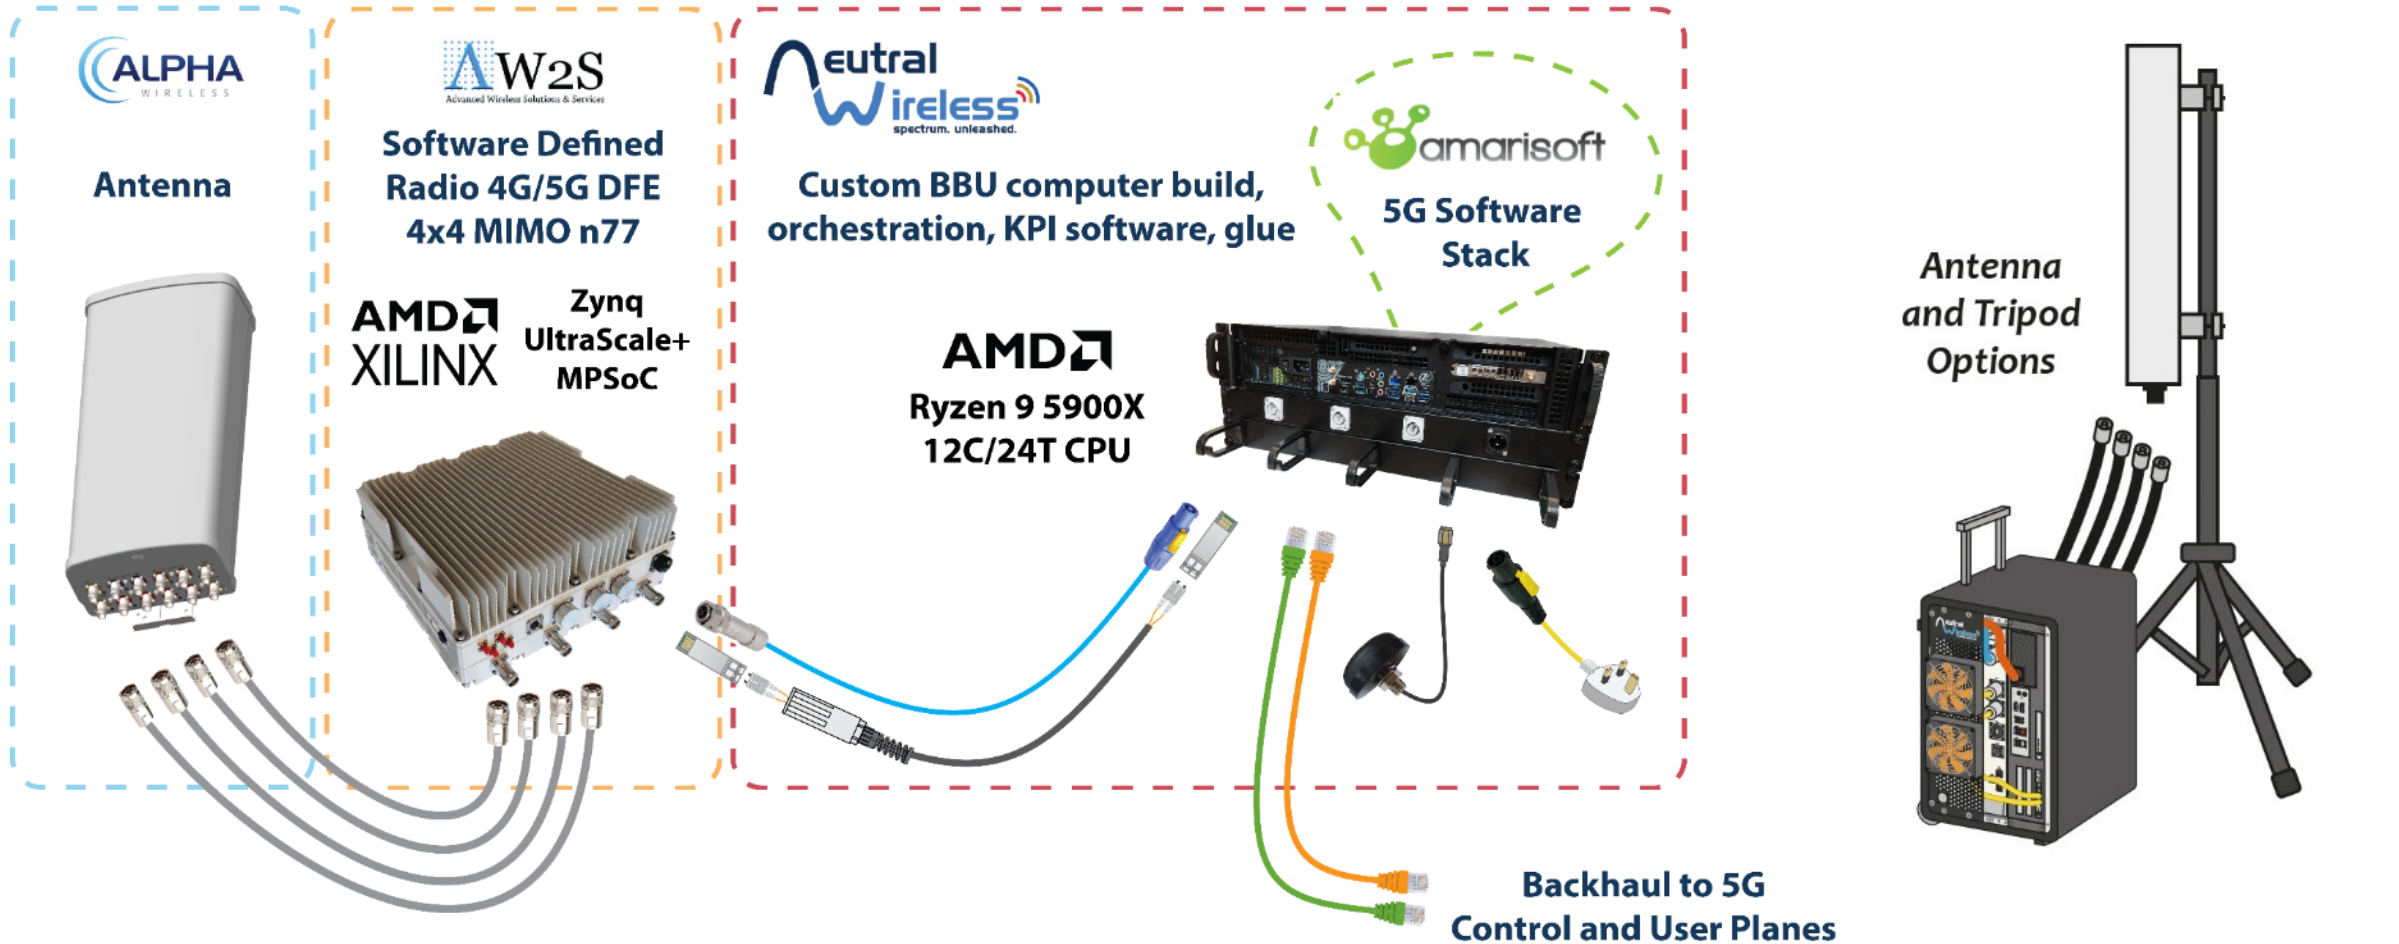 ALPHA
WIRELESS
Antenna
AW2S
Advanced Wireless Solutions & Services
Software Defined
Radio 4G/5G DFE
4x4 MIMO n77
AMD
XILINX
Zynq
UltraScale+
MPSoC
Neutral
Wireless
spectrum. unleashed.
Custom BBU computer build,
orchestration, KPI software, glue
amarisoft
5G Software
Stack
AMD
Ryzen 9 5900X
12C/24T CPU
Backhaul to 5G
Control and User Planes
Antenna
and Tripod
Options
Neutral
Wireless